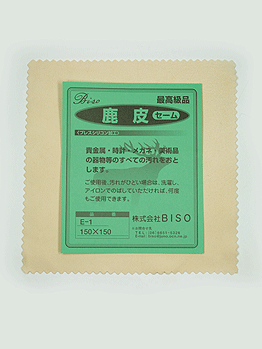 Biso
最高級品
鹿皮 セーム
(プレスシリコン加工)
貴金属・時計・メガネ・美術品
の器物等のすべての汚れをおと
します。
ご使用後、汚れがひどい場合は、洗濯し、
アイロンでのばしていただければ、何度
もご使用できます。
品番
E-1
150×150
株式会社BISO